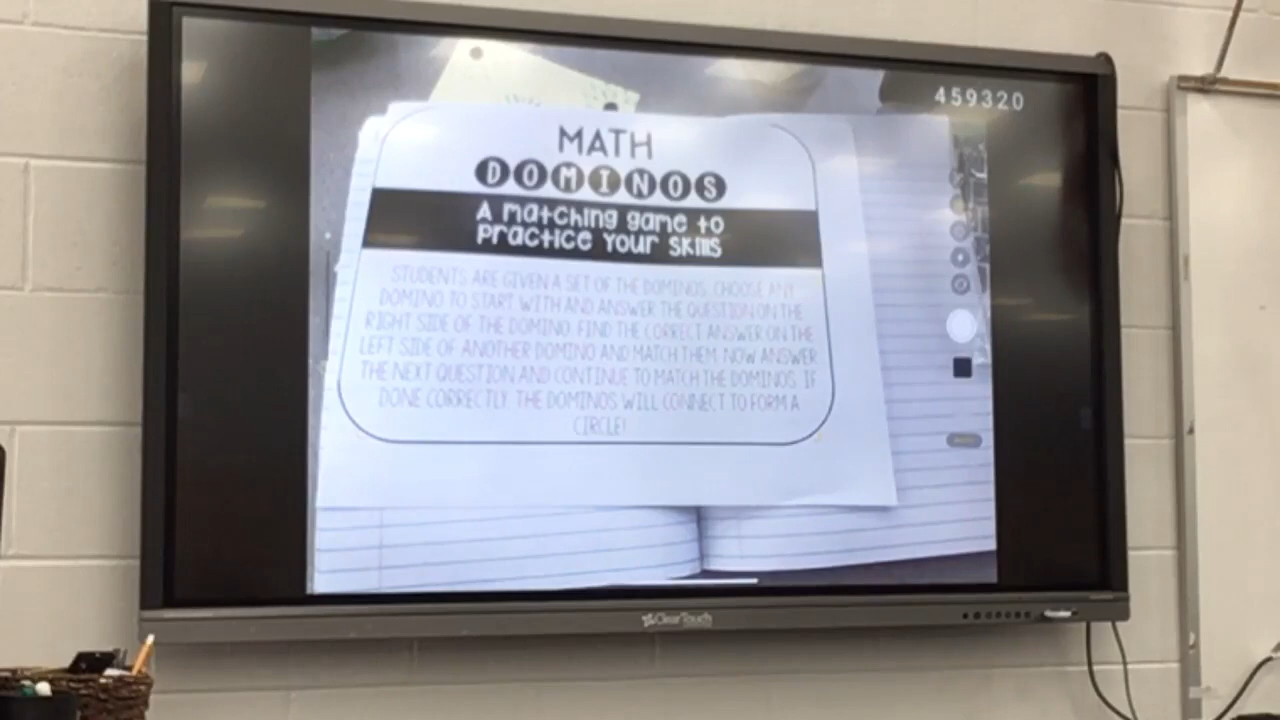 459320
MATH
DOMINOS
A matching game to
Practice Your Skills
STUDENTS ARE GIVEN A SET OF THE DOMINOS. CHOOSE ANY
DOMINO TO START WITH AND ANSWER THE QUESTION ON THE
RIGHT SIDE OF THE DOMINO. FIND THE CORRECT ANSWER ON THE
LEFT SIDE OF ANOTHER DOMINO AND MATCH THEM. NOW ANSWER
THE NEXT QUESTION AND CONTINUE TO MATCH THE DOMINOS. IF
DONE CORRECTLY, THE DOMINOS WILL CONNECT TO FORM A
CIRCLE!
ClearTouch